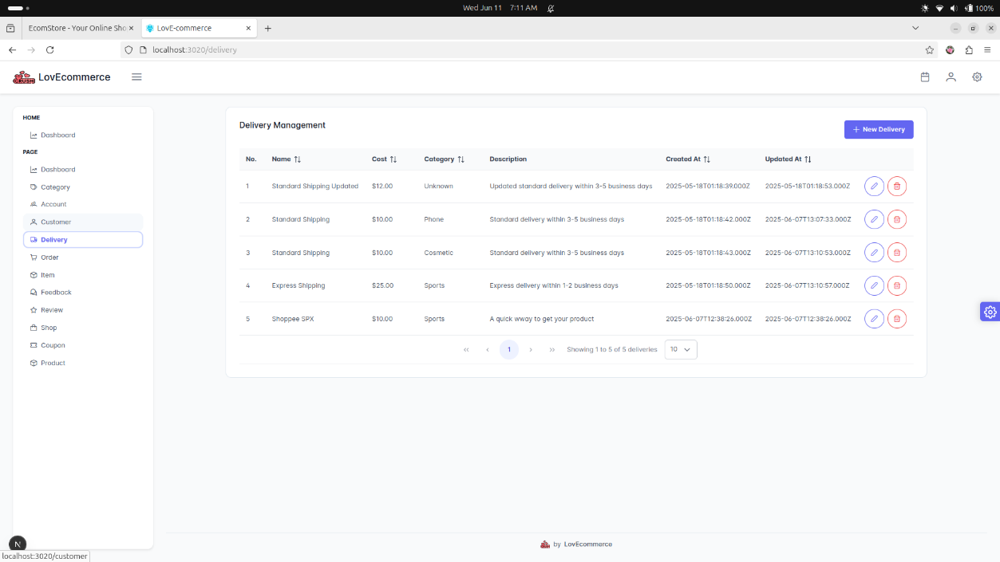 Wed Jun 11 7:11 AM
100%
EcomStore - Your Online Sho
LovE-commerce
localhost:3020/delivery
CRUSH LovEcommerce
HOME
Dashboard
PAGE
Dashboard
Category
Account
Customer
Delivery
Order
Item
Feedback
Review
Shop
Coupon
Product
Delivery Management
New Delivery
No. Name Cost Category Description Created At Updated At
1 Standard Shipping Updated $12.00 Unknown Updated standard delivery within 3-5 business days 2025-05-18T01:18:39.000Z 2025-05-18T01:18:53.000Z
2 Standard Shipping $10.00 Phone Standard delivery within 3-5 business days 2025-05-18T01:18:42.000Z 2025-06-07T13:07:33.000Z
3 Standard Shipping $10.00 Cosmetic Standard delivery within 3-5 business days 2025-05-18T01:18:43.000Z 2025-06-07T13:10:53.000Z
4 Express Shipping $25.00 Sports Express delivery within 1-2 business days 2025-05-18T01:18:50.000Z 2025-06-07T13:10:57.000Z
5 Shoppee SPX $10.00 Sports A quick wway to get your product 2025-06-07T12:38:26.000Z 2025-06-07T12:38:26.000Z
1 Showing 1 to 5 of 5 deliveries 10
by LovEcommerce
N
localhost:3020/customer